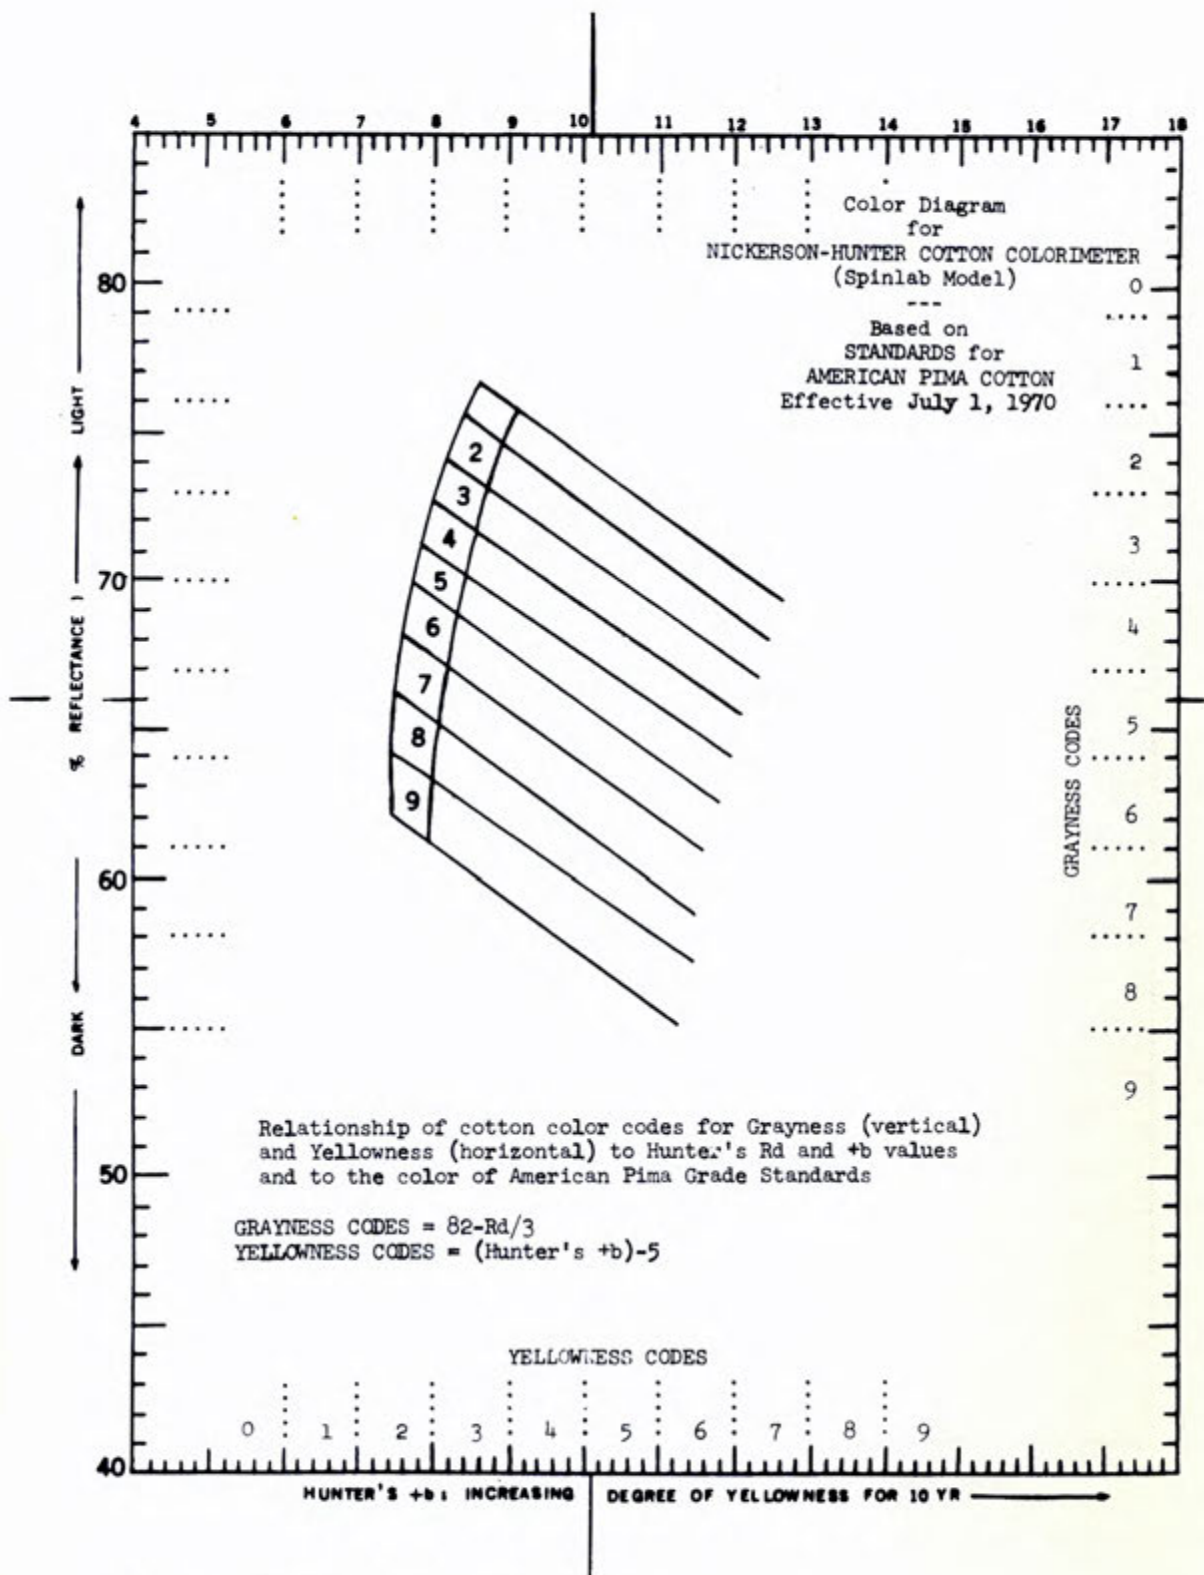 4 5 6 7 8 9 10 11 12 13 14 15 16 17 18
Color Diagram
for
NICKERSON-HUNTER COTTON COLORIMETER
(Spinlab Model)
---
Based on
STANDARDS for
AMERICAN PIMA COTTON
Effective July 1, 1970
LIGHT
% REFLECTANCE )
DARK
80
70
60
50
40
2
3
4
5
6
7
8
9
0
1
2
3
4
5
6
7
8
9
GRAYNESS CODES
Relationship of cotton color codes for Grayness (vertical)
and Yellowness (horizontal) to Hunter's Rd and +b values
and to the color of American Pima Grade Standards
GRAYNESS CODES = 82-Rd/3
YELLOWNESS CODES = (Hunter's +b)-5
YELLOWNESS CODES
0 1 2 3 4 5 6 7 8 9
HUNTER'S +b: INCREASING DEGREE OF YELLOWNESS FOR 10 YR